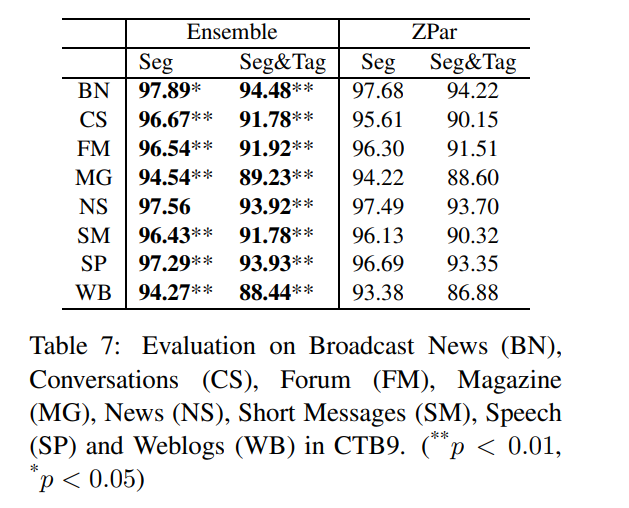 Ensemble ZPar
Seg Seg&Tag Seg Seg&Tag
BN 97.89* 94.48** 97.68 94.22
CS 96.67** 91.78** 95.61 90.15
FM 96.54** 91.92** 96.30 91.51
MG 94.54** 89.23** 94.22 88.60
NS 97.56 93.92** 97.49 93.70
SM 96.43** 91.78** 96.13 90.32
SP 97.29** 93.93** 96.69 93.35
WB 94.27** 88.44** 93.38 86.88
Table 7: Evaluation on Broadcast News (BN),
Conversations (CS), Forum (FM), Magazine
(MG), News (NS), Short Messages (SM), Speech
(SP) and Weblogs (WB) in CTB9. (**p < 0.01,
*p < 0.05)